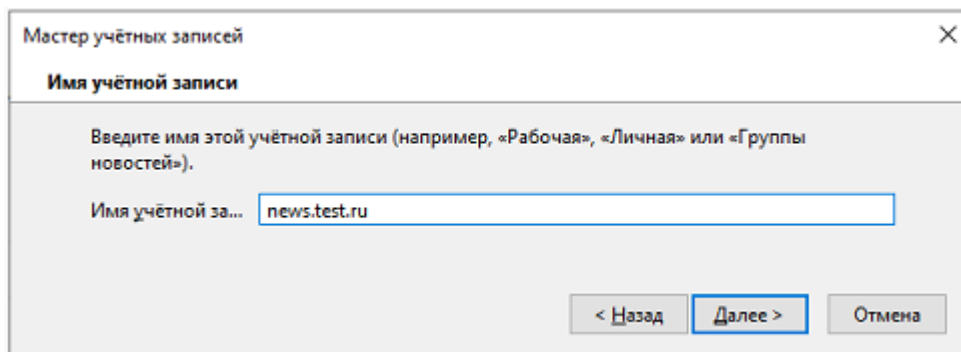 Мастер учётных записей
Имя учётной записи
Введите имя этой учётной записи (например, «Рабочая», «Личная» или «Группы
новостей»).
Имя учётной за... news.test.ru
< Назад Далее > Отмена